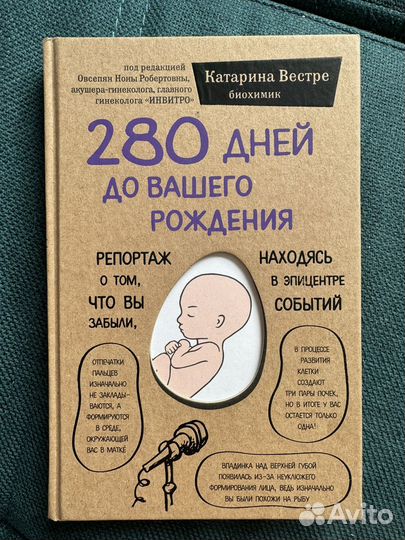 под редакцией
Овсепян Ноны Робертовны,
акушера-гинеколога, главного
гинеколога «ИНВИТРО»
Катарина Вестре
биохимик
280 ДНЕЙ
ДО ВАШЕГО
РОЖДЕНИЯ
РЕПОРТАЖ
О ТОМ,
ЧТО ВЫ
ЗАБЫЛИ,
НАХОДЯСЬ
В ЭПИЦЕНТРЕ
СОБЫТИЙ
ОТПЕЧАТКИ
ПАЛЬЦЕВ
ИЗНАЧАЛЬНО
НЕ ЗАКЛАДЫ-
ВАЮТСЯ, А
ФОРМИРУЮТСЯ
В СРЕДЕ,
ОКРУЖАЮЩЕЙ
ВАС В МАТКЕ
В ПРОЦЕССЕ
РАЗВИТИЯ
КЛЕТКИ
СОЗДАЮТ
ТРИ ПАРЫ ПОЧЕК,
НО В ИТОГЕ У ВАС
ОСТАЕТСЯ ТОЛЬКО
ОДНА!
ВПАДИНКА НАД ВЕРХНЕЙ ГУБОЙ
ПОЯВИЛАСЬ ИЗ-ЗА НЕУКЛЮЖЕГО
ФОРМИРОВАНИЯ ЛИЦА, ВЕДЬ ИЗНАЧАЛЬНО
ВЫ БЫЛИ ПОХОЖИ НА РЫБУ
Avito